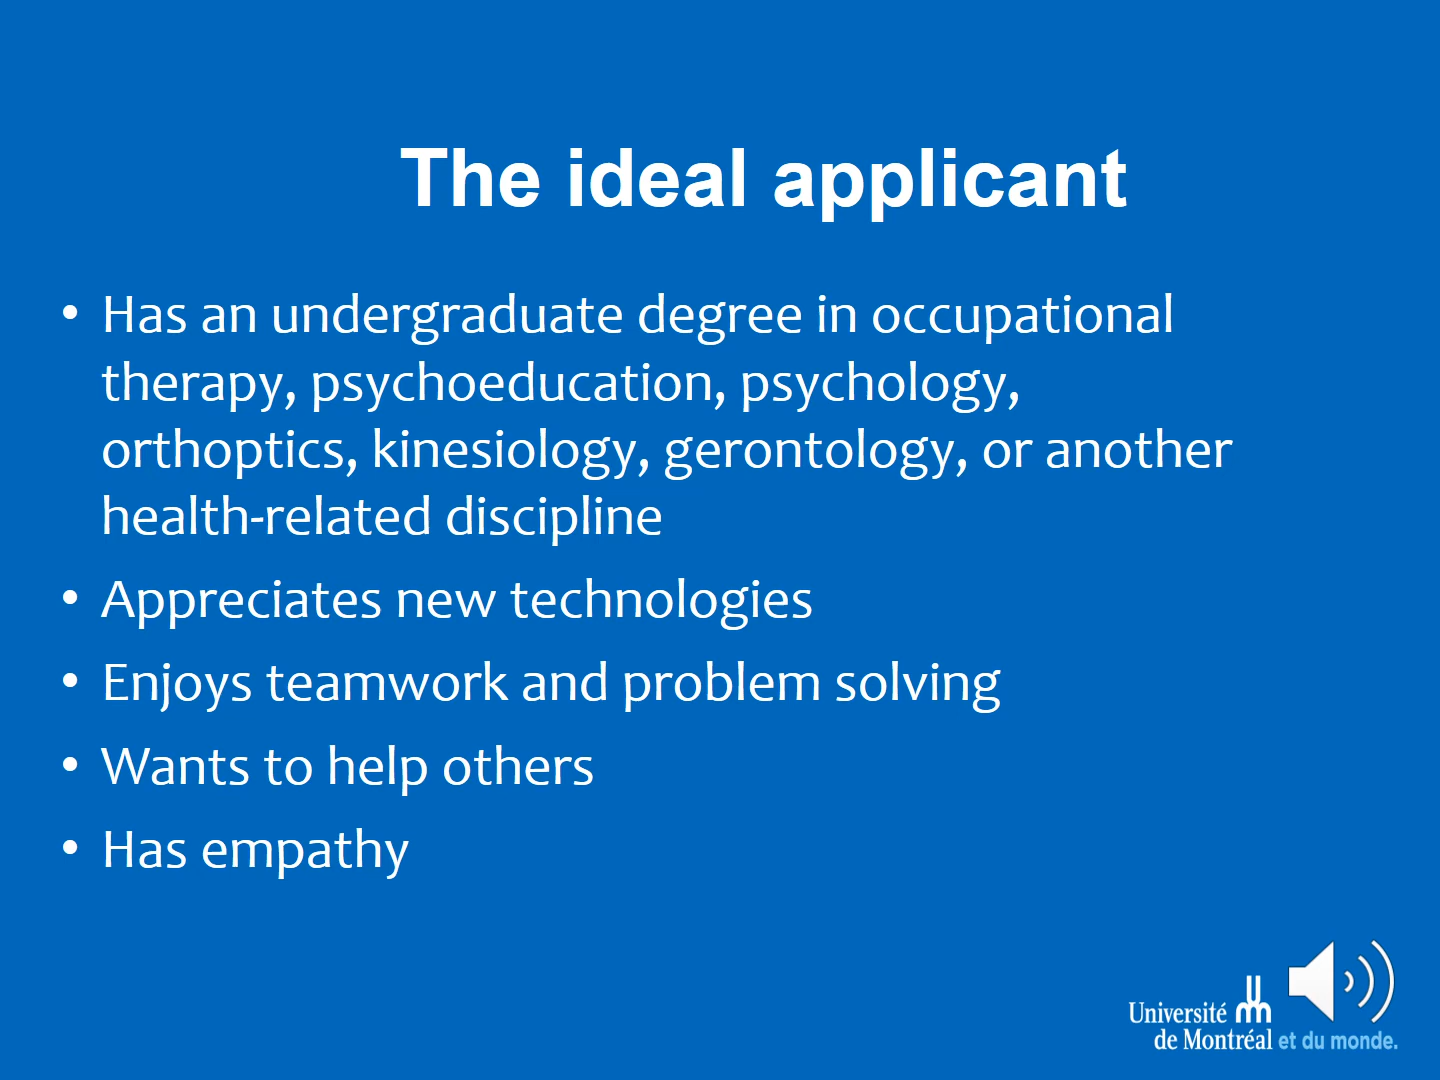 The ideal applicant
• Has an undergraduate degree in occupational
therapy, psychoeducation, psychology,
orthoptics, kinesiology, gerontology, or another
health-related discipline
• Appreciates new technologies
• Enjoys teamwork and problem solving
• Wants to help others
• Has empathy
Université
de Montréal et du monde.